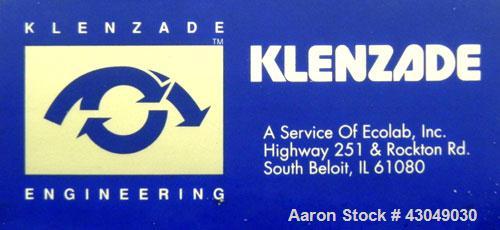 KLENZADE
TM
ENGINEERING
KLENZADE
A Service Of Ecolab, Inc.
Highway 251 & Rockton Rd.
South Beloit, IL 61080
Aaron Stock # 43049030